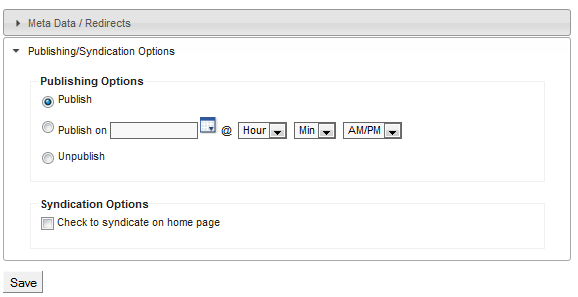 Meta Data / Redirects
Publishing/Syndication Options
Publishing Options
Publish
Publish on @ Hour Min AM/PM
Unpublish
Syndication Options
Check to syndicate on home page
Save